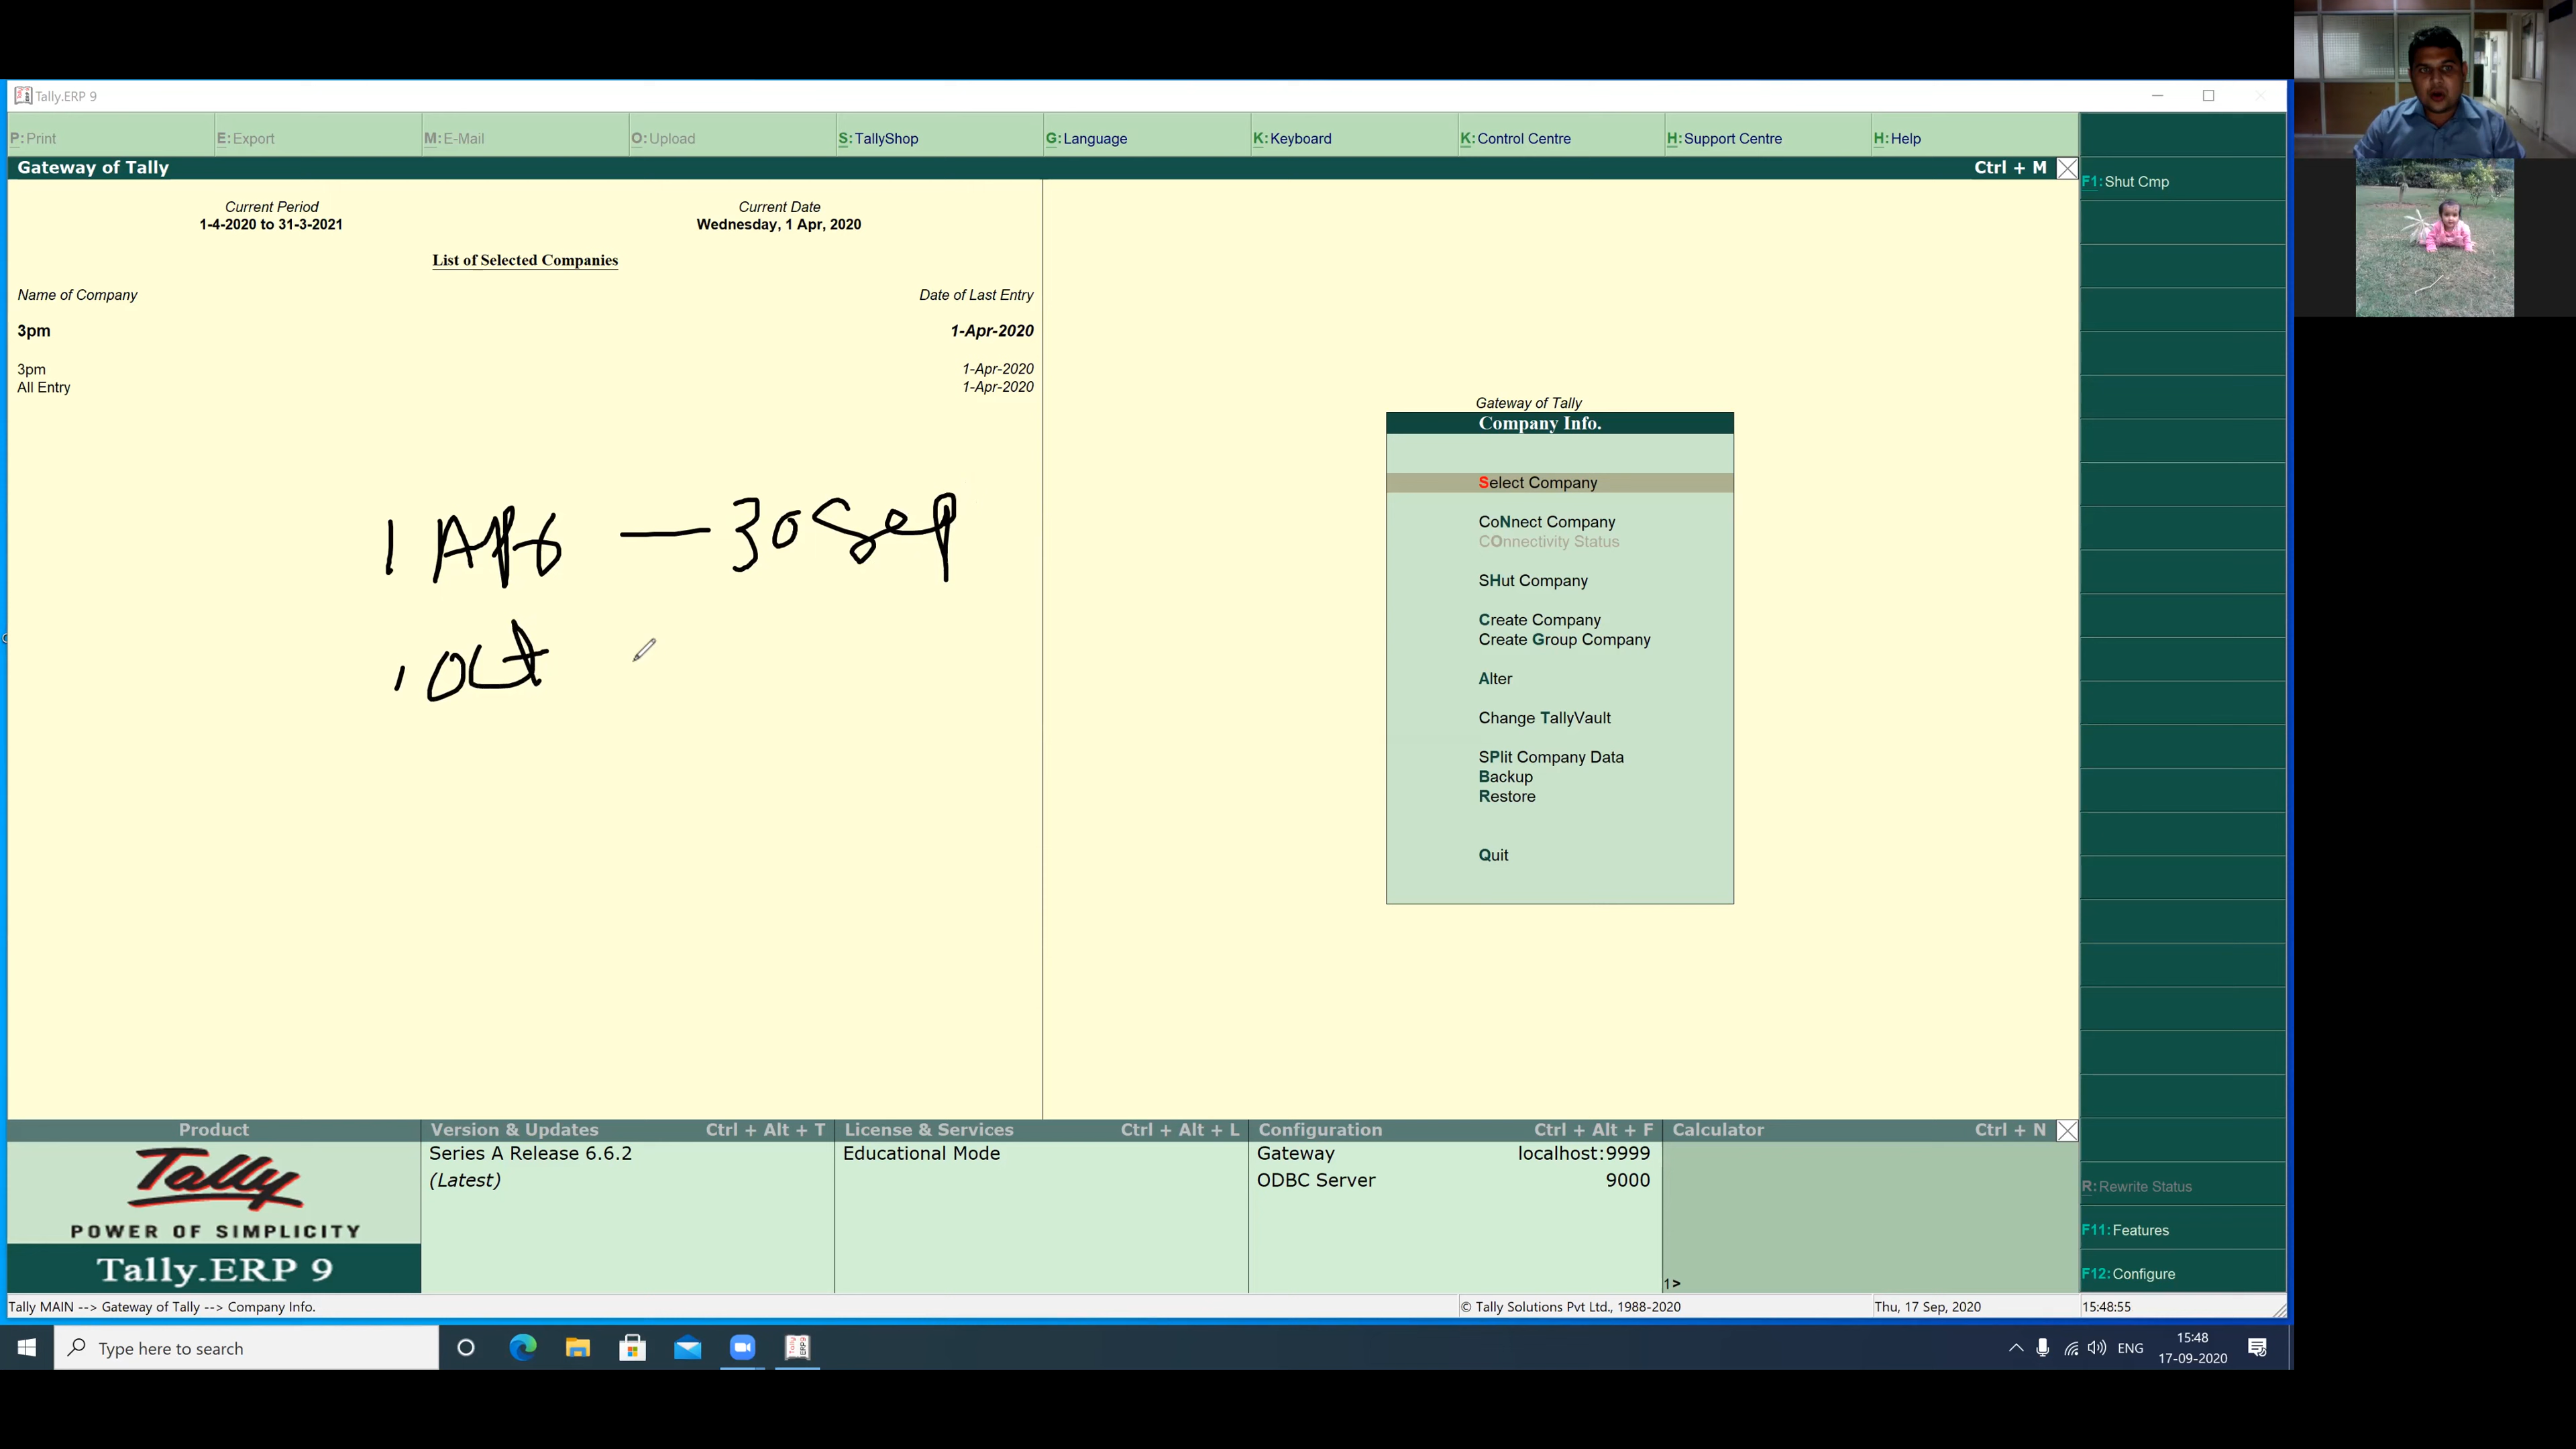 Tally.ERP 9
P: Print E: Export M: E-Mail O: Upload S: TallyShop G: Language K: Keyboard K: Control Centre H: Support Centre H: Help
Gateway of Tally Ctrl + M
F1: Shut Cmp
Current Period Current Date
1-4-2020 to 31-3-2021 Wednesday, 1 Apr, 2020
List of Selected Companies
Name of Company Date of Last Entry
3pm 1-Apr-2020
3pm 1-Apr-2020
All Entry 1-Apr-2020
1 Apr — 30 Sep
1 Oct
Gateway of Tally
Company Info.
Select Company
CoNnect Company
COnnectivity Status
SHut Company
Create Company
Create Group Company
Alter
Change TallyVault
SPlit Company Data
Backup
Restore
Quit
Product
Tally
POWER OF SIMPLICITY
Tally.ERP 9
Version & Updates Ctrl + Alt + T
Series A Release 6.6.2
(Latest)
License & Services Ctrl + Alt + L
Educational Mode
Configuration Ctrl + Alt + F
Gateway localhost:9999
ODBC Server 9000
Calculator Ctrl + N
1>
R: Rewrite Status
F11: Features
F12: Configure
Tally MAIN --> Gateway of Tally --> Company Info. © Tally Solutions Pvt Ltd., 1988-2020 Thu, 17 Sep, 2020 15:48:55
Type here to search
ENG
15:48
17-09-2020